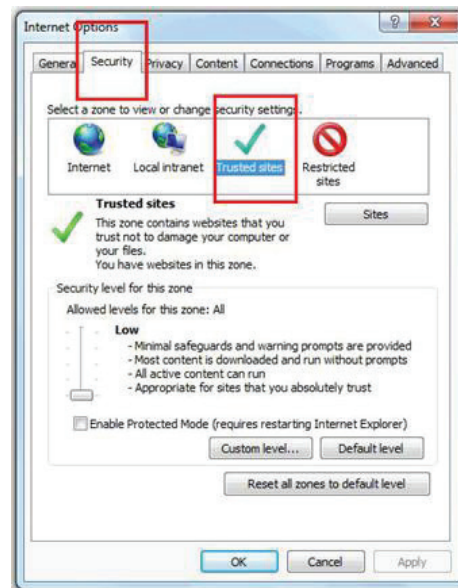 Internet Options
General Security Privacy Content Connections Programs Advanced
Select a zone to view or change security settings.
Internet Local intranet Trusted sites Restricted sites
Trusted sites
Sites
This zone contains websites that you
trust not to damage your computer or
your files.
You have websites in this zone.
Security level for this zone
Allowed levels for this zone: All
Low
- Minimal safeguards and warning prompts are provided
- Most content is downloaded and run without prompts
- All active content can run
- Appropriate for sites that you absolutely trust
Enable Protected Mode (requires restarting Internet Explorer)
Custom level... Default level
Reset all zones to default level
OK Cancel Apply